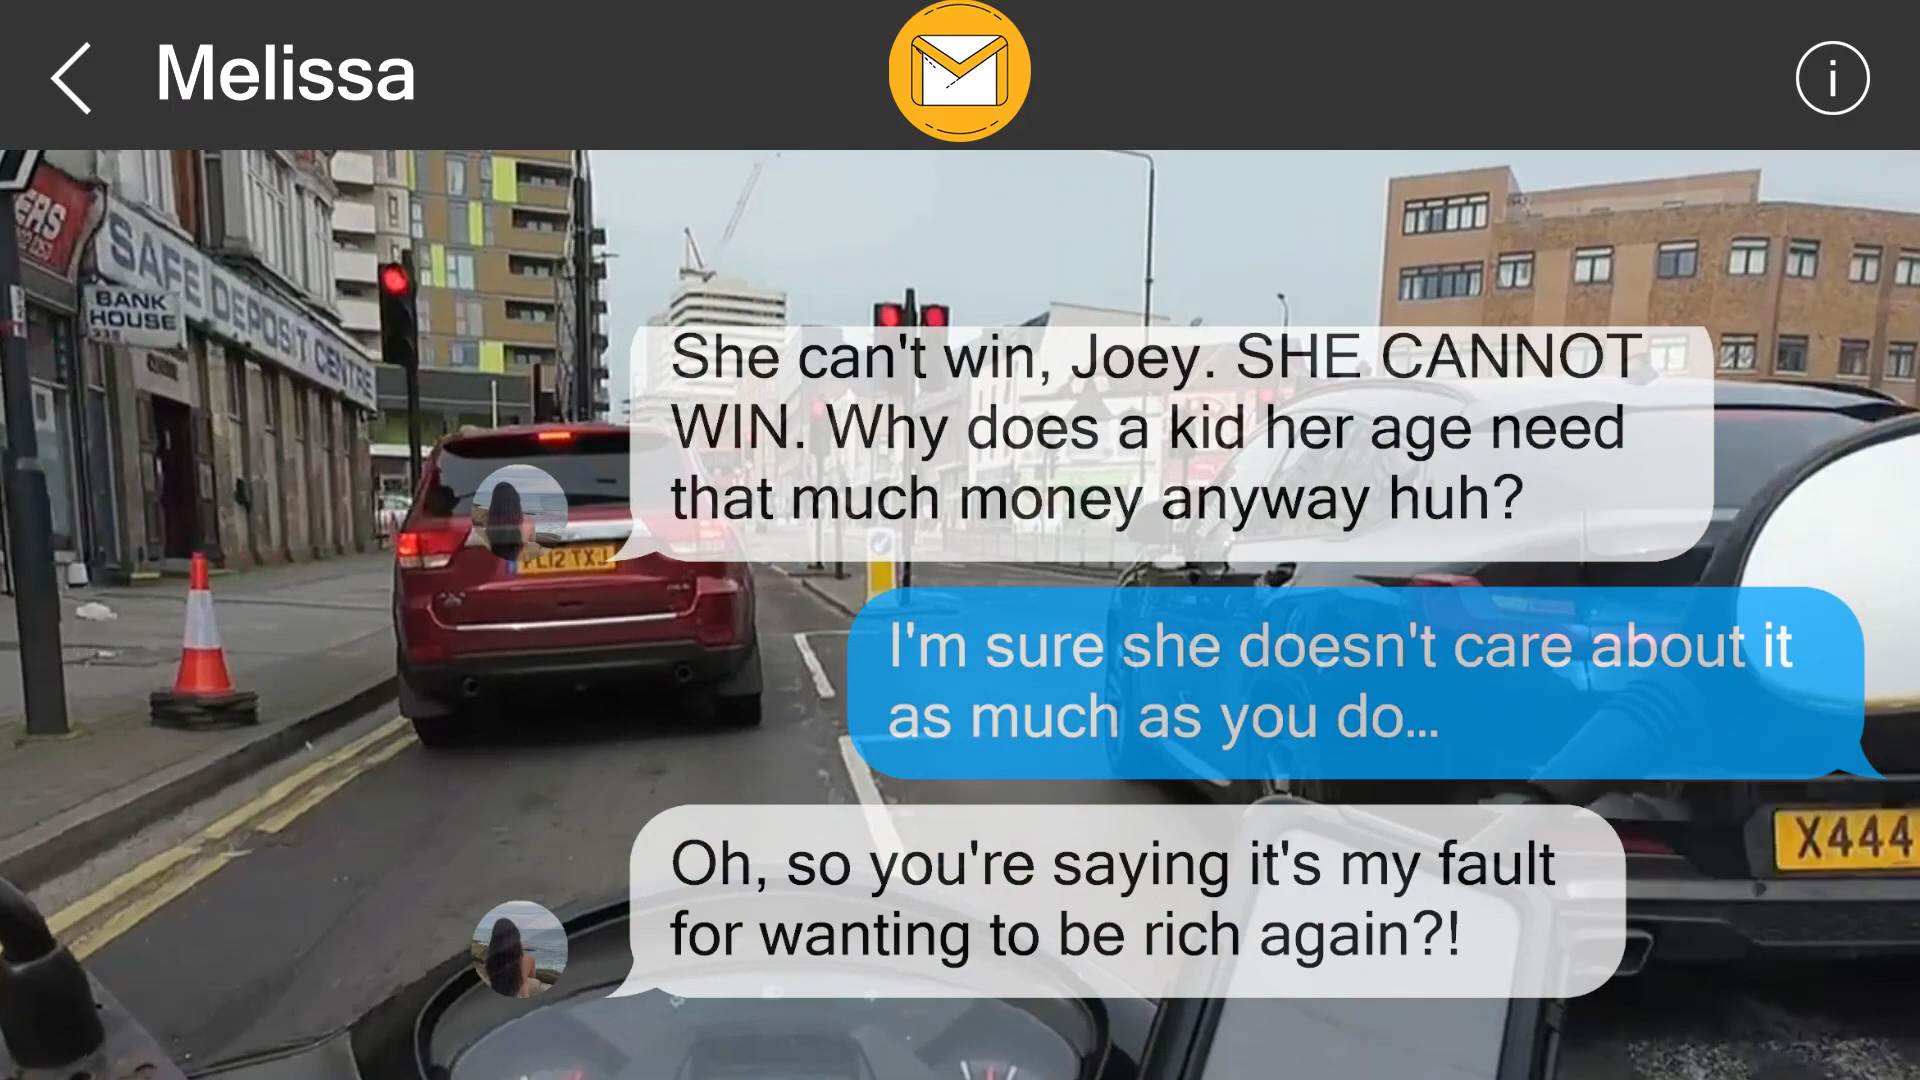 Melissa
i
SAFE DEPOSIT CENTRE
BANK
HOUSE
She can't win, Joey. SHE CANNOT
WIN. Why does a kid her age need
that much money anyway huh?
I'm sure she doesn't care about it
as much as you do...
X444
Oh, so you're saying it's my fault
for wanting to be rich again?!